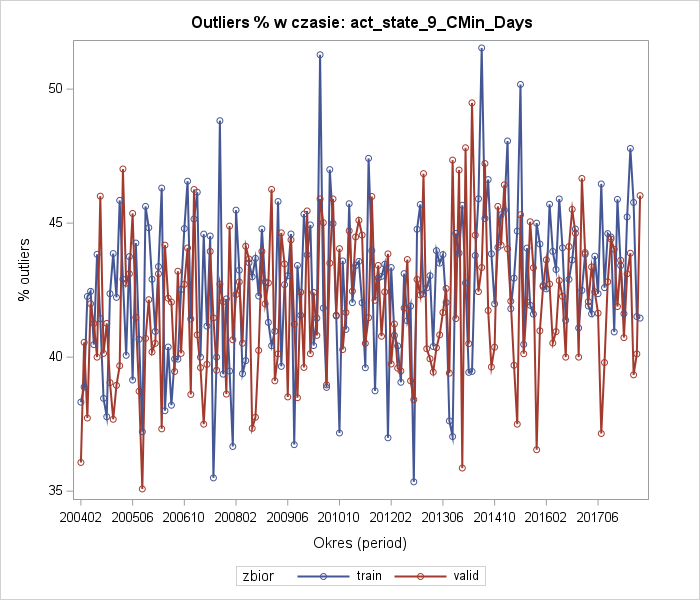 Outliers % w czasie: act_state_9_CMin_Days
% outliers
50
45
40
35
200402 200506 200610 200802 200906 201010 201202 201306 201410 201602 201706
Okres (period)
zbior train valid